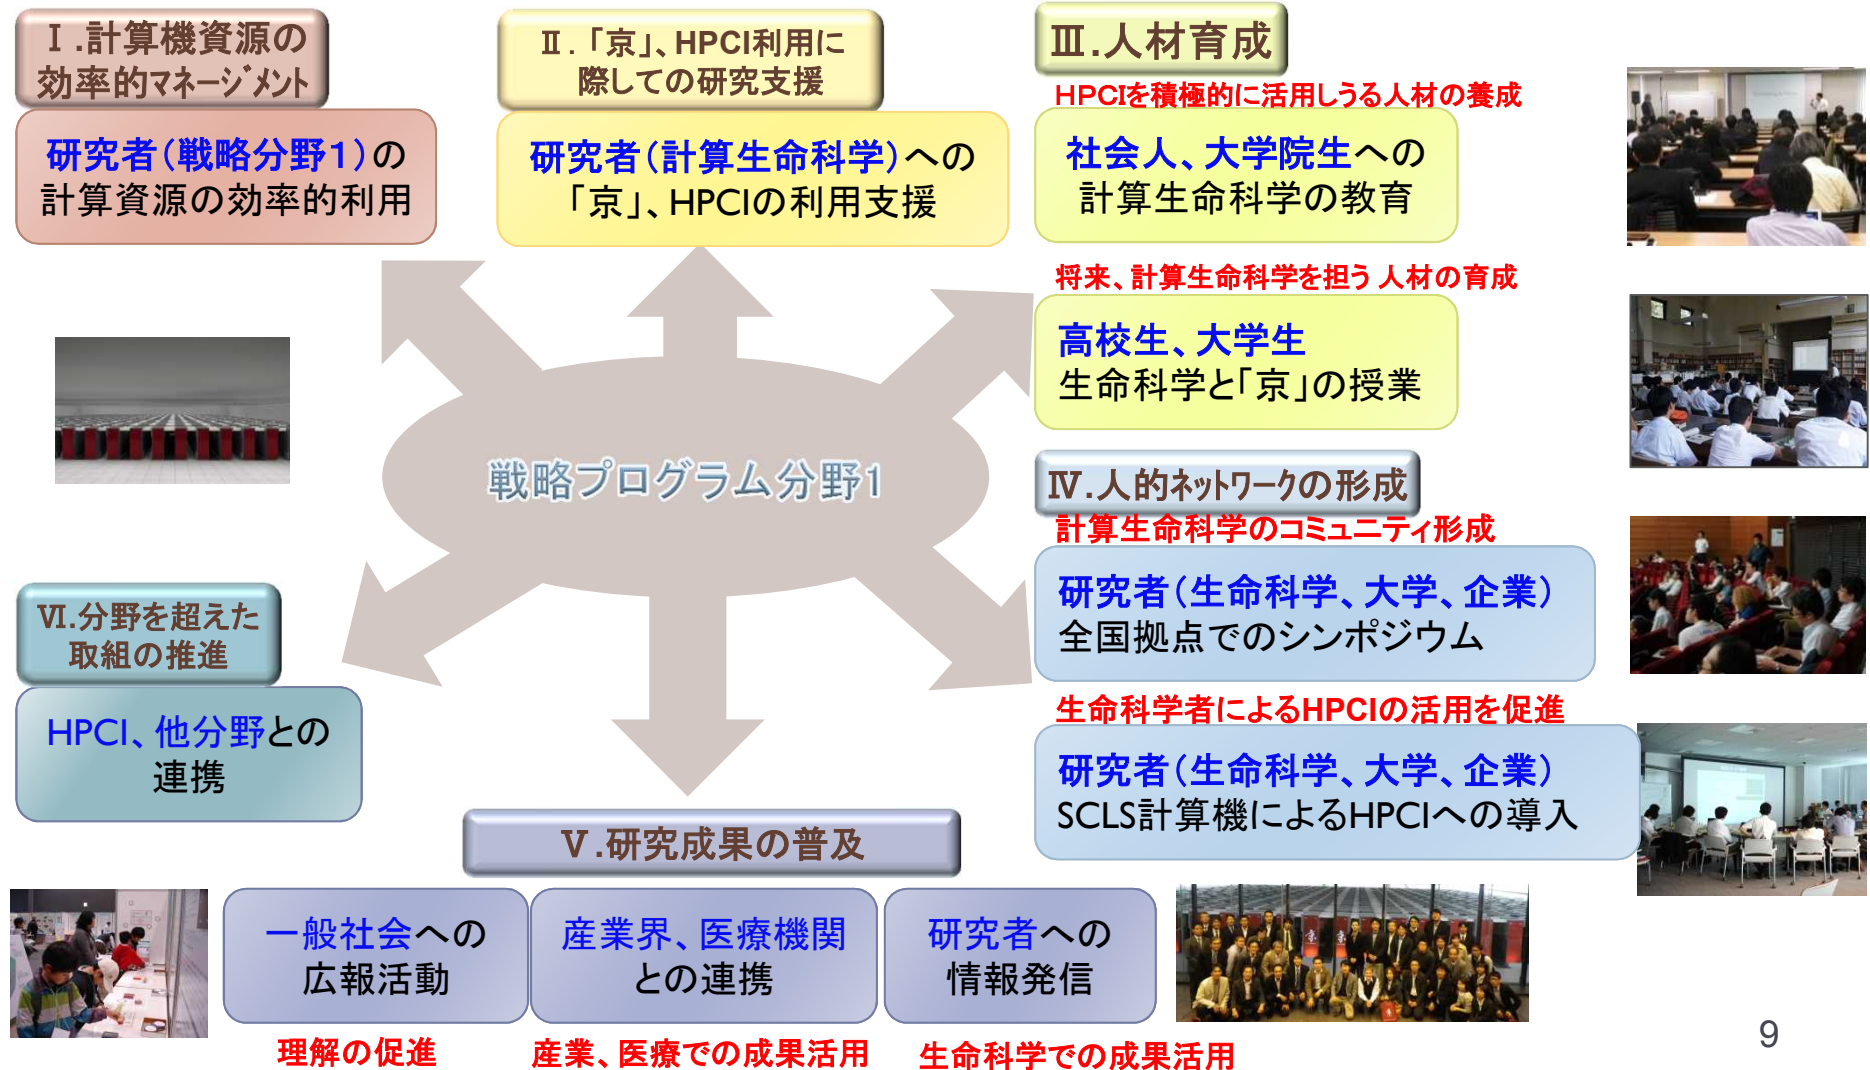 Ⅰ.計算機資源の
効率的マネージメント
研究者(戦略分野1)の
計算資源の効率的利用
Ⅱ.「京」、HPCI利用に
際しての研究支援
研究者(計算生命科学)への
「京」、HPCIの利用支援
Ⅲ.人材育成
HPCIを積極的に活用しうる人材の養成
社会人、大学院生への
計算生命科学の教育
将来、計算生命科学を担う人材の育成
高校生、大学生
生命科学と「京」の授業
戦略プログラム分野1
Ⅳ.人的ネットワークの形成
計算生命科学のコミュニティ形成
研究者(生命科学、大学、企業)
全国拠点でのシンポジウム
生命科学者によるHPCIの活用を促進
研究者(生命科学、大学、企業)
SCLS計算機によるHPCIへの導入
Ⅵ.分野を超えた
取組の推進
HPCI、他分野との
連携
Ⅴ.研究成果の普及
一般社会への
広報活動
理解の促進
産業界、医療機関
との連携
産業、医療での成果活用
研究者への
情報発信
生命科学での成果活用
京
9